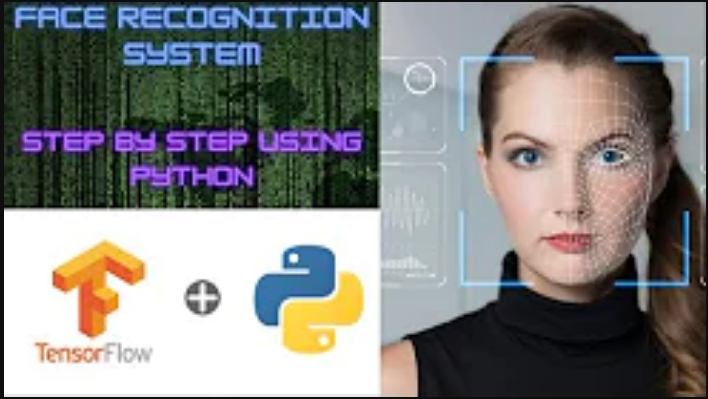 FACE RECOGNITION
SYSTEM
STEP BY STEP USING
PYTHON
TensorFlow